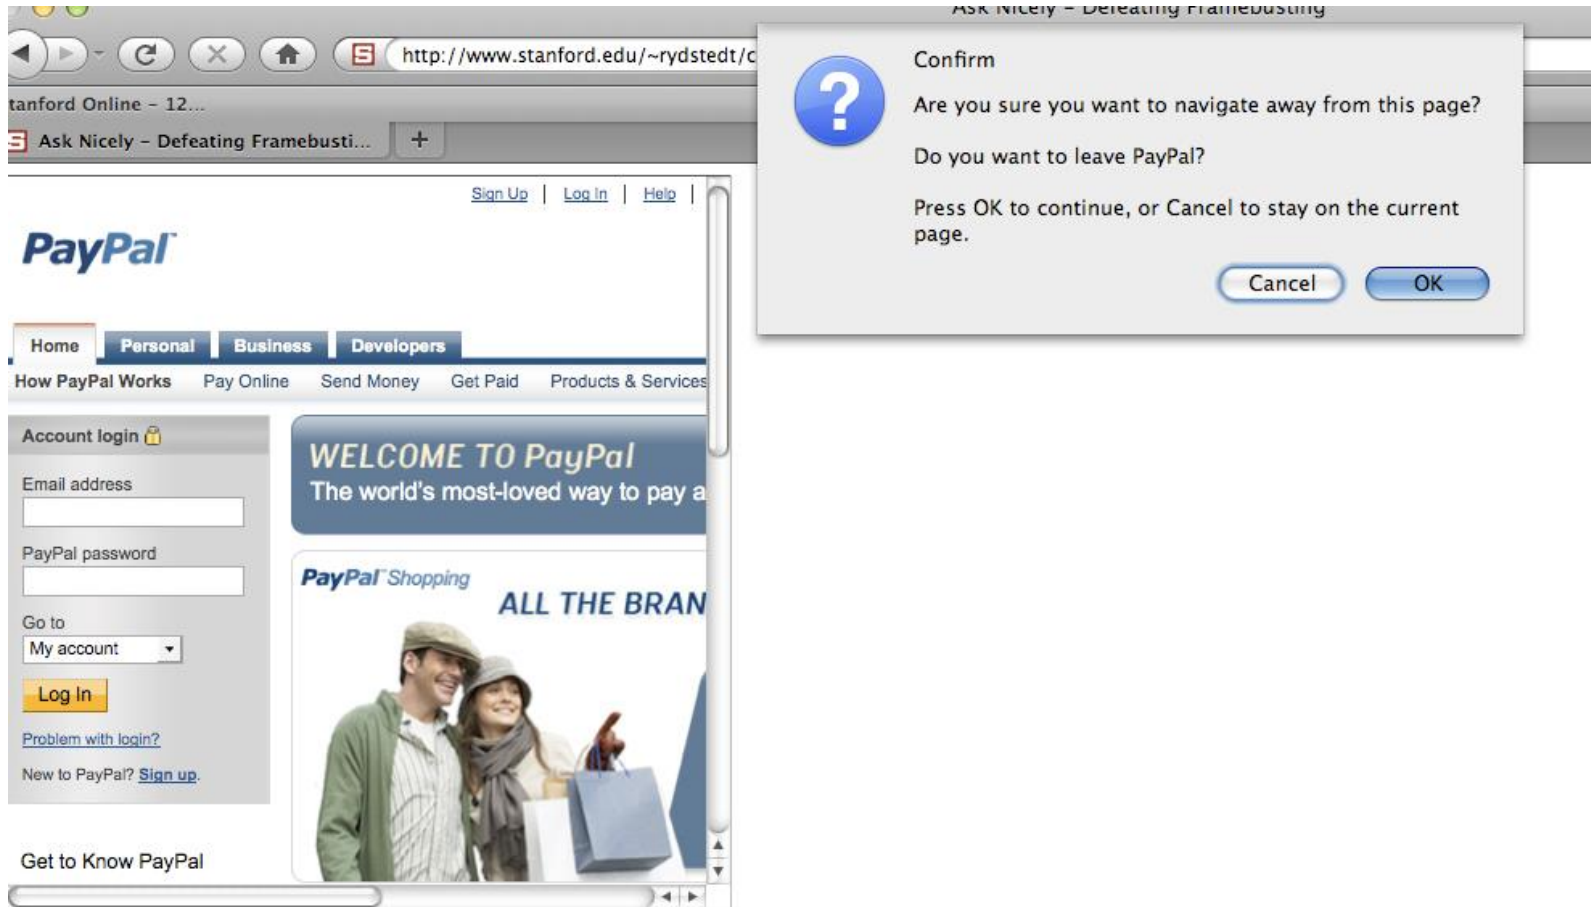 Ask Nicely – Defeating Framebusting
http://www.stanford.edu/~rydstedt/c
tanford Online – 12...
Ask Nicely – Defeating Framebusti...
+
Confirm
Are you sure you want to navigate away from this page?
Do you want to leave PayPal?
Press OK to continue, or Cancel to stay on the current
page.
Cancel OK
Sign Up | Log In | Help |
PayPal™
Home Personal Business Developers
How PayPal Works Pay Online Send Money Get Paid Products & Services
Account login
Email address
PayPal password
Go to
My account
Log In
Problem with login?
New to PayPal? Sign up.
WELCOME TO PayPal
The world's most-loved way to pay a
PayPal™ Shopping
ALL THE BRAN
Get to Know PayPal